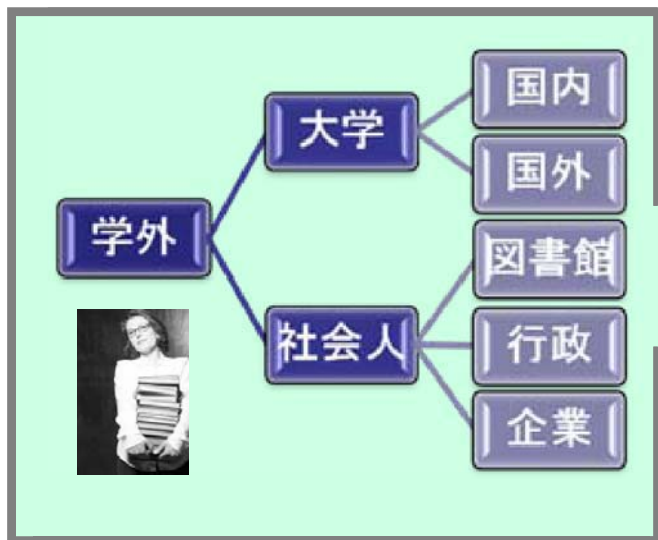 学外
大学
国内
国外
社会人
図書館
行政
企業